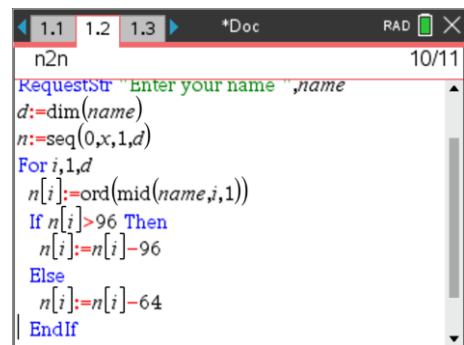 1.1 1.2 1.3 *Doc RAD
n2n 10/11
RequestStr "Enter your name ",name
d:=dim(name)
n:=seq(0,x,1,d)
For i,1,d
n[i]:=ord(mid(name,i,1))
If n[i]>96 Then
n[i]:=n[i]−96
Else
n[i]:=n[i]−64
EndIf